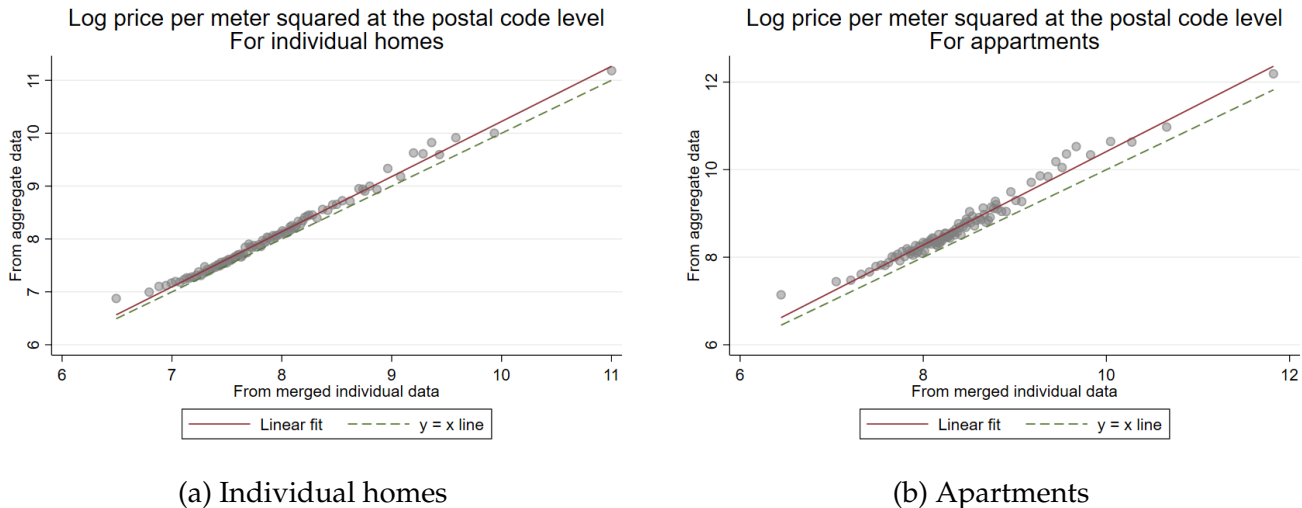 Log price per meter squared at the postal code level
For individual homes
From aggregate data
11
10
9
8
7
6
6 7 8 9 10 11
From merged individual data
Linear fit y = x line
(a) Individual homes
Log price per meter squared at the postal code level
For appartments
From aggregate data
12
10
8
6
6 8 10 12
From merged individual data
Linear fit y = x line
(b) Apartments